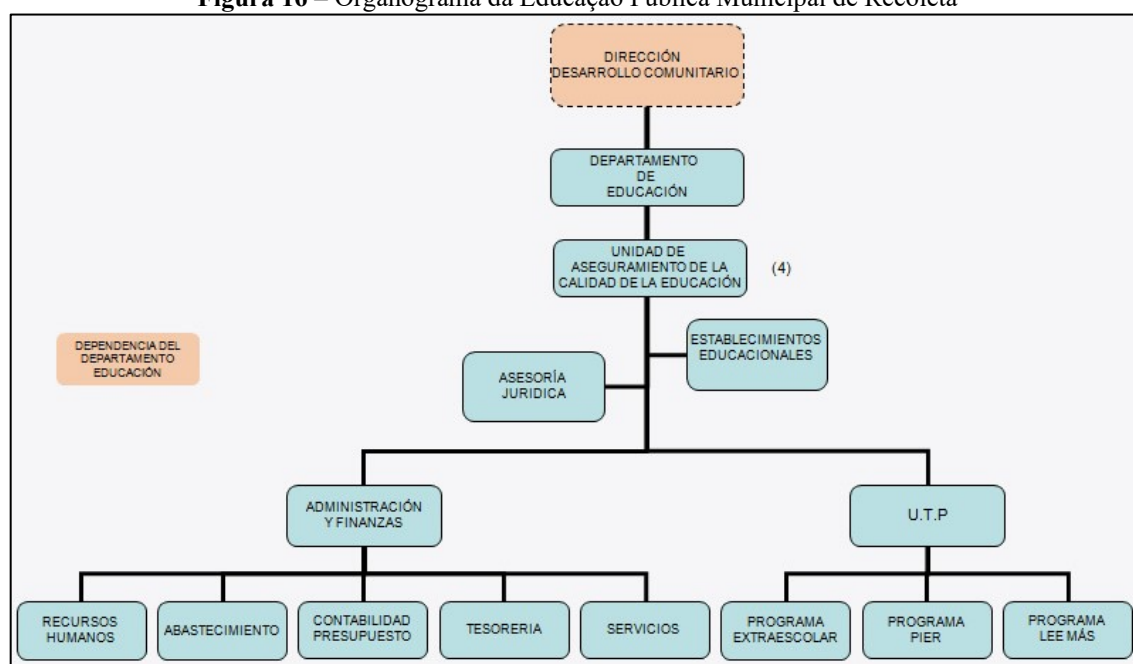 Figura 16 – Organograma da Educação Pública Municipal de Recoleta
DIRECCIÓN
DESARROLLO COMUNITARIO
DEPARTAMENTO
DE
EDUCACIÓN
UNIDAD DE
ASEGURAMIENTO DE LA
CALIDAD DE LA EDUCACIÓN
(4)
DEPENDENCIA DEL
DEPARTAMENTO
EDUCACIÓN
ESTABLECIMIENTOS
EDUCACIONALES
ASESORÍA
JURIDICA
ADMINISTRACIÓN
Y FINANZAS
U.T.P
RECURSOS
HUMANOS
ABASTECIMIENTO
CONTABILIDAD
PRESUPUESTO
TESORERIA
SERVICIOS
PROGRAMA
EXTRAESCOLAR
PROGRAMA
PIER
PROGRAMA
LEE MÁS